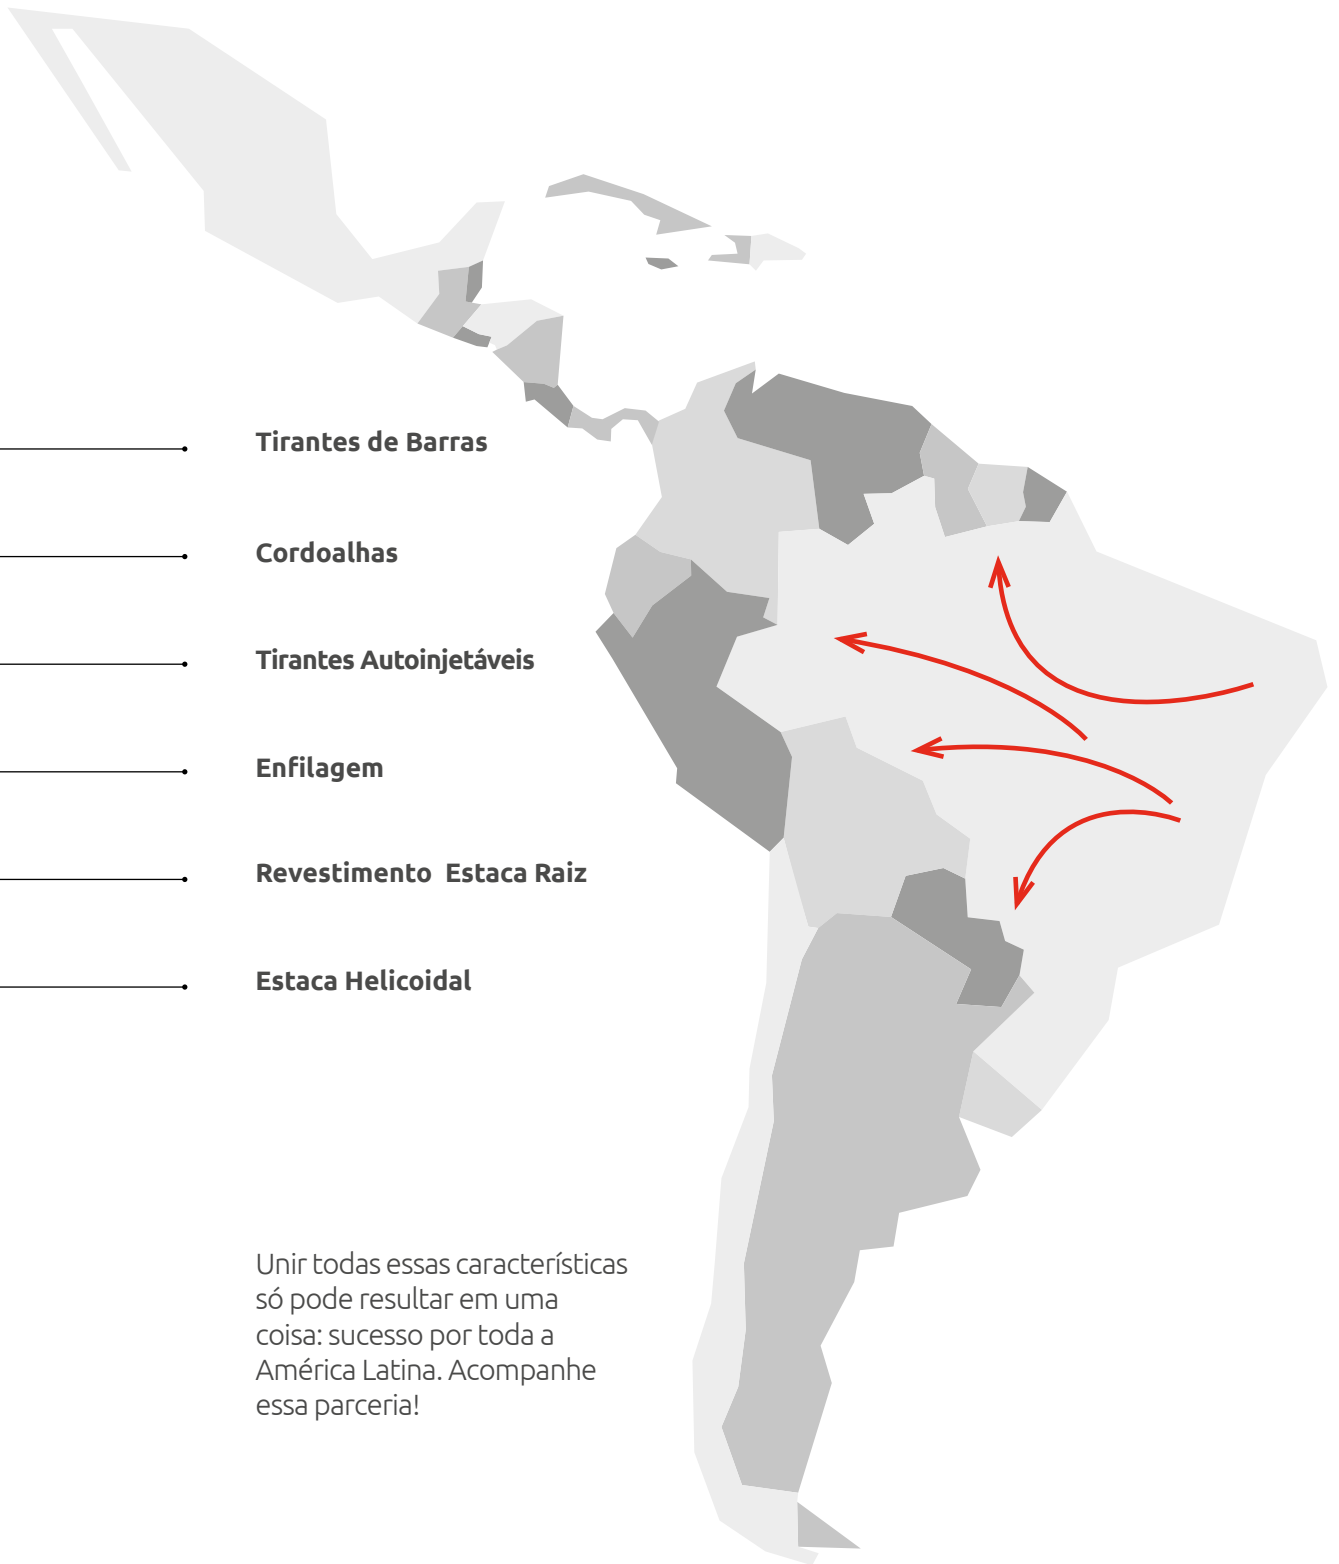 Tirantes de Barras
Cordoalhas
Tirantes Autoinjetáveis
Enfilagem
Revestimento  Estaca Raiz
Estaca Helicoidal
Unir todas essas características
só pode resultar em uma
coisa: sucesso por toda a
América Latina. Acompanhe
essa parceria!